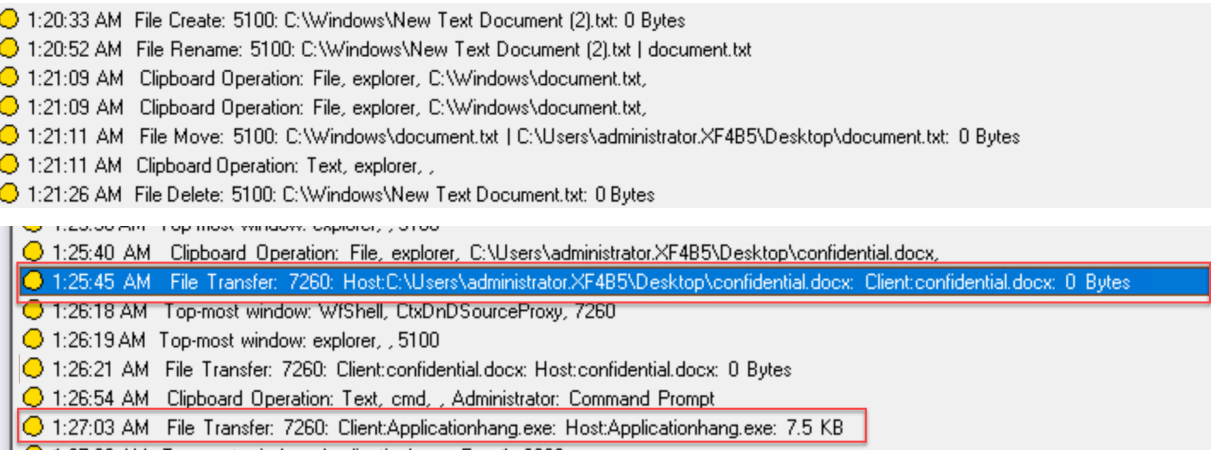 1:20:33 AM File Create: 5100: C:\Windows\New Text Document (2).txt: 0 Bytes
1:20:52 AM File Rename: 5100: C:\Windows\New Text Document (2).txt | document.txt
1:21:09 AM Clipboard Operation: File, explorer, C:\Windows\document.txt,
1:21:09 AM Clipboard Operation: File, explorer, C:\Windows\document.txt,
1:21:11 AM File Move: 5100: C:\Windows\document.txt | C:\Users\administrator.XF4B5\Desktop\document.txt: 0 Bytes
1:21:11 AM Clipboard Operation: Text, explorer, ,
1:21:26 AM File Delete: 5100: C:\Windows\New Text Document.txt: 0 Bytes
1:25:40 AM Clipboard Operation: File, explorer, C:\Users\administrator.XF4B5\Desktop\confidential.docx,
1:25:45 AM File Transfer: 7260: Host:C:\Users\administrator.XF4B5\Desktop\confidential.docx: Client:confidential.docx: 0 Bytes
1:26:18 AM Top-most window: WfShell, CtxDnDSourceProxy, 7260
1:26:19 AM Top-most window: explorer, , 5100
1:26:21 AM File Transfer: 7260: Client:confidential.docx: Host:confidential.docx: 0 Bytes
1:26:54 AM Clipboard Operation: Text, cmd, , Administrator: Command Prompt
1:27:03 AM File Transfer: 7260: Client:Applicationhang.exe: Host:Applicationhang.exe: 7.5 KB